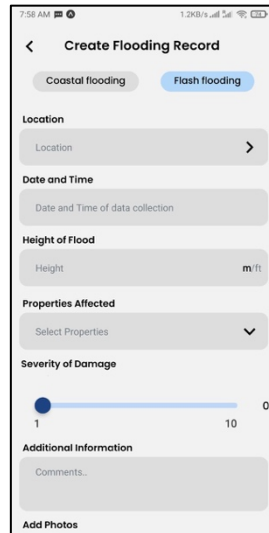 7:58 AM 1.2KB/s
Create Flooding Record
Coastal flooding Flash flooding
Location
Location
Date and Time
Date and Time of data collection
Height of Flood
Height m/ft
Properties Affected
Select Properties
Severity of Damage
0
1 10
Additional Information
Comments..
Add Photos